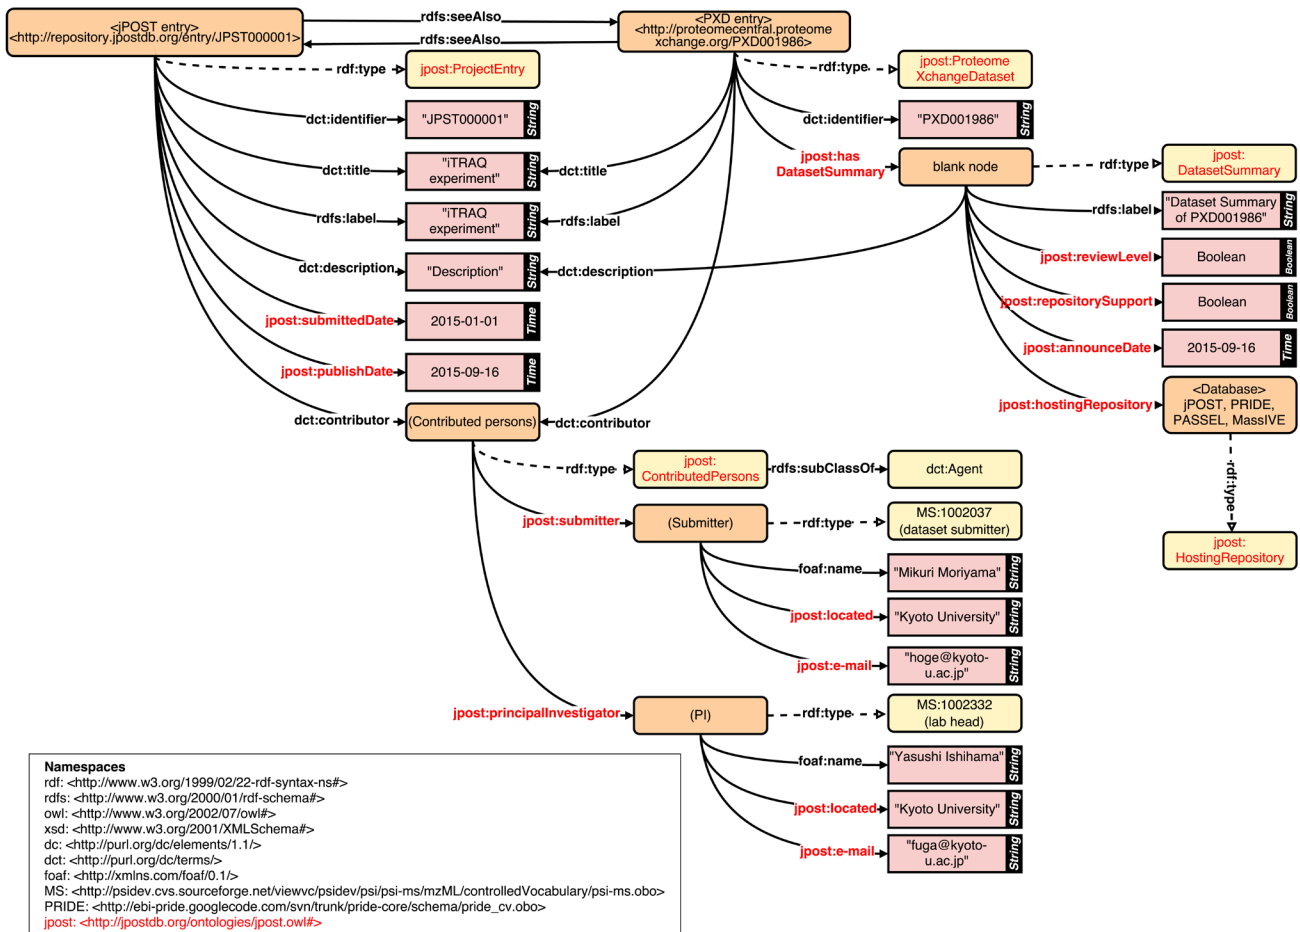 <jPOST entry>
<http://repository.jpostdb.org/entry/JPST000001>
rdfs:seeAlso
rdfs:seeAlso
<PXD entry>
<http://proteomecentral.proteome
xchange.org/PXD001986>
rdf:type
jpost:ProjectEntry
rdf:type
jpost:Proteome
XchangeDataset
dct:identifier
"JPST000001"
String
dct:identifier
"PXD001986"
String
dct:title
"iTRAQ
experiment"
String
dct:title
jpost:has
DatasetSummary
blank node
rdf:type
jpost:
DatasetSummary
rdfs:label
"iTRAQ
experiment"
String
rdfs:label
rdfs:label
"Dataset Summary
of PXD001986"
String
dct:description
"Description"
String
dct:description
jpost:reviewLevel
Boolean
Boolean
jpost:repositorySupport
Boolean
Boolean
jpost:submittedDate
2015-01-01
Time
jpost:announceDate
2015-09-16
Time
jpost:publishDate
2015-09-16
Time
jpost:hostingRepository
<Database>
jPOST, PRIDE,
PASSEL, MassIVE
dct:contributor
(Contributed persons)
dct:contributor
rdf:type
jpost:
HostingRepository
rdf:type
jpost:
ContributedPersons
rdfs:subClassOf
dct:Agent
jpost:submitter
(Submitter)
rdf:type
MS:1002037
(dataset submitter)
foaf:name
"Mikuri Moriyama"
String
jpost:located
"Kyoto University"
String
jpost:e-mail
"hoge@kyoto-
u.ac.jp"
String
jpost:principalInvestigator
(PI)
rdf:type
MS:1002332
(lab head)
foaf:name
"Yasushi Ishihama"
String
jpost:located
"Kyoto University"
String
jpost:e-mail
"fuga@kyoto-
u.ac.jp"
String
Namespaces
rdf: <http://www.w3.org/1999/02/22-rdf-syntax-ns#>
rdfs: <http://www.w3.org/2000/01/rdf-schema#>
owl: <http://www.w3.org/2002/07/owl#>
xsd: <http://www.w3.org/2001/XMLSchema#>
dc: <http://purl.org/dc/elements/1.1/>
dct: <http://purl.org/dc/terms/>
foaf: <http://xmlns.com/foaf/0.1/>
MS: <http://psidev.cvs.sourceforge.net/viewvc/psidev/psi/psi-ms/mzML/controlledVocabulary/psi-ms.obo>
PRIDE: <http://ebi-pride.googlecode.com/svn/trunk/pride-core/schema/pride_cv.obo>
jpost: <http://jpostdb.org/ontologies/jpost.owl#>